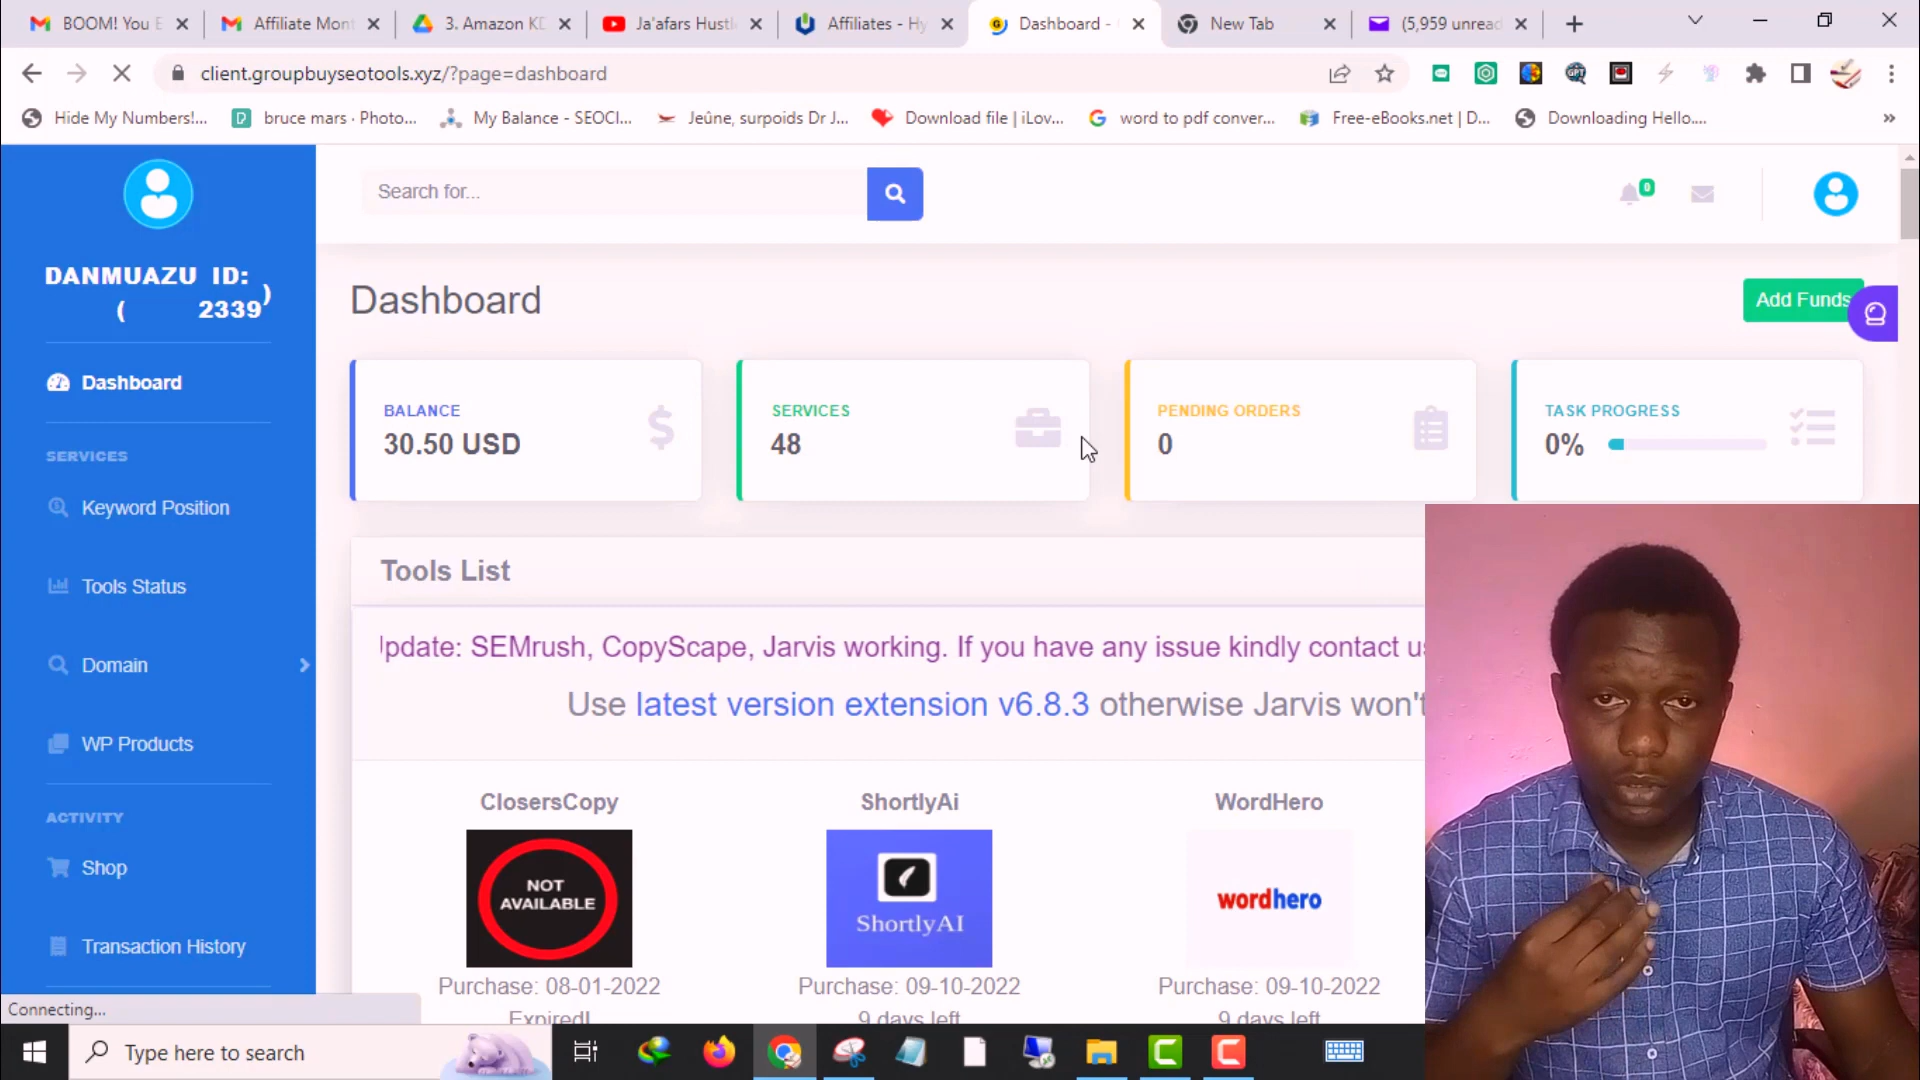 BOOM! You E
Affiliate Mont
3. Amazon KD
Ja'afars Hustl
Affiliates - Hy
Dashboard -
New Tab
(5,959 unread
client.groupbuyseotools.xyz/?page=dashboard
Hide My Numbers!...
bruce mars · Photo...
My Balance - SEOCl...
Jeûne, surpoids Dr J...
Download file | iLov...
word to pdf conver...
Free-eBooks.net | D...
Downloading Hello....
»
Search for...
0
DANMUAZU ID:
( 2339)
Dashboard
Add Funds
BALANCE
30.50 USD
SERVICES
48
PENDING ORDERS
0
TASK PROGRESS
0%
Dashboard
SERVICES
Keyword Position
Tools Status
Domain
WP Products
ACTIVITY
Shop
Transaction History
Tools List
Update: SEMrush, CopyScape, Jarvis working. If you have any issue kindly contact us
Use latest version extension v6.8.3 otherwise Jarvis won't
ClosersCopy
ShortlyAi
WordHero
NOT
AVAILABLE
ShortlyAI
wordhero
Purchase: 08-01-2022
Purchase: 09-10-2022
Purchase: 09-10-2022
Expired!
9 days left
9 days left
Connecting...
Type here to search